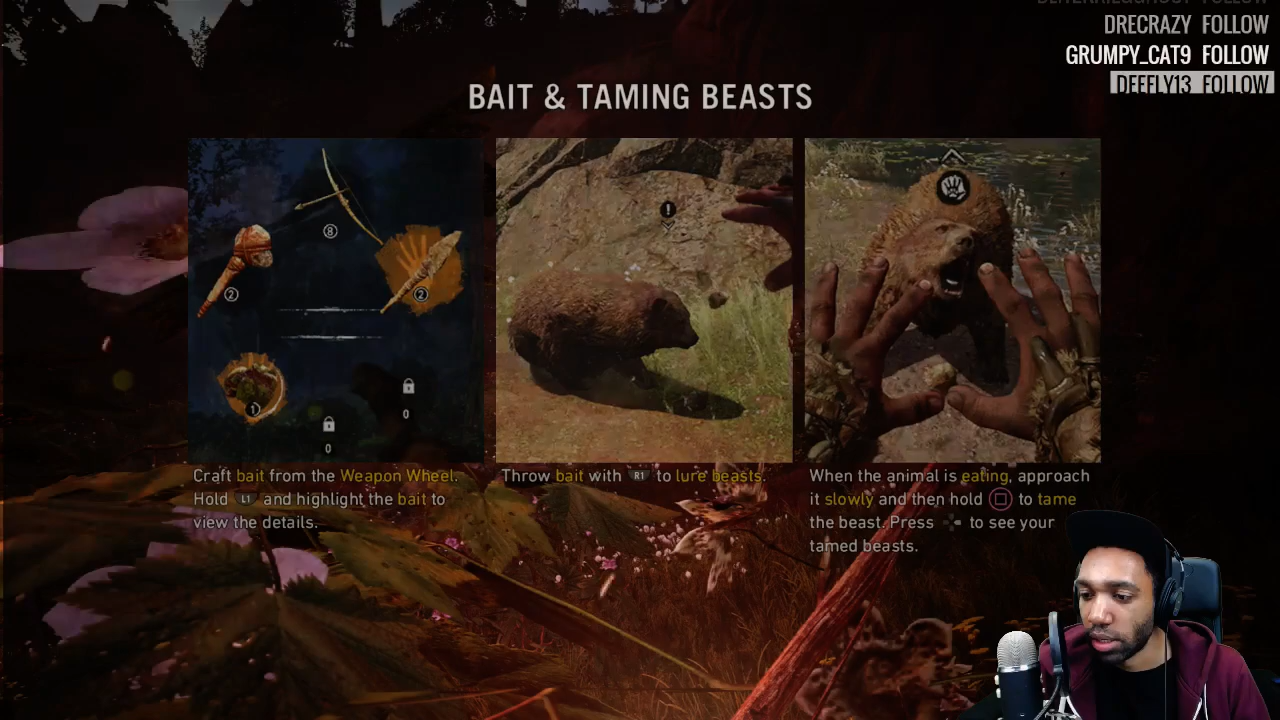 DRECRAZY FOLLOW
GRUMPY_CAT9 FOLLOW
DEEFLY13 FOLLOW
BAIT & TAMING BEASTS
8
2
2
1
0
0
Craft bait from the Weapon Wheel.
Hold L1 and highlight the bait to
view the details.
Throw bait with R1 to lure beasts.
When the animal is eating, approach
it slowly and then hold to tame
the beast. Press to see your
tamed beasts.